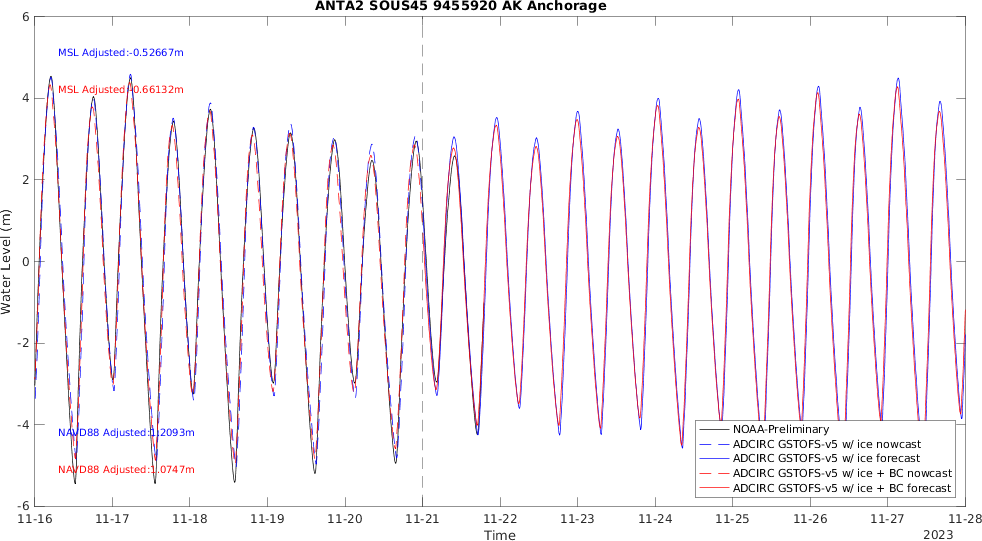 ANTA2 SOUS45 9455920 AK Anchorage
6
MSL Adjusted:-0.52667m
MSL Adjusted:-0.66132m
4
2
0
-2
-4
-6
Water Level (m)
NAVD88 Adjusted:1.2093m
NAVD88 Adjusted:1.0747m
NOAA-Preliminary
ADCIRC GSTOFS-v5 w/ ice nowcast
ADCIRC GSTOFS-v5 w/ ice forecast
ADCIRC GSTOFS-v5 w/ ice + BC nowcast
ADCIRC GSTOFS-v5 w/ ice + BC forecast
11-16 11-17 11-18 11-19 11-20 11-21 11-22 11-23 11-24 11-25 11-26 11-27 11-28
Time
2023